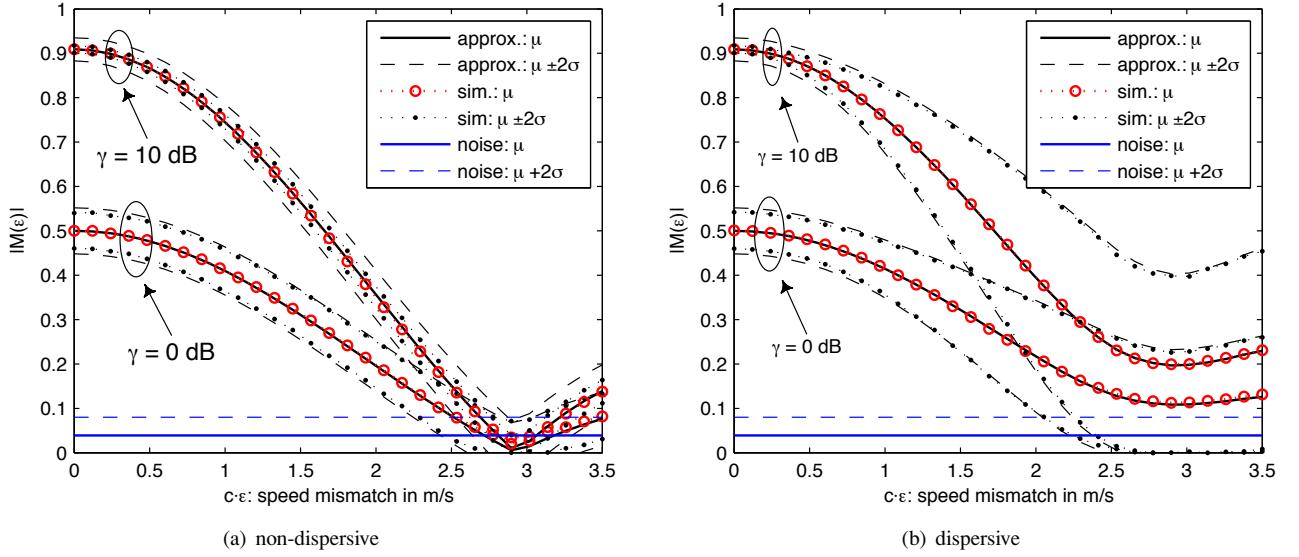 1
0.9
0.8
0.7
0.6
0.5
0.4
0.3
0.2
0.1
0
|M(ε)|
0 0.5 1 1.5 2 2.5 3 3.5
c·ε: speed mismatch in m/s
γ = 10 dB
γ = 0 dB
approx.: μ
approx.: μ ±2σ
sim.: μ
sim: μ ±2σ
noise: μ
noise: μ +2σ
(a) non-dispersive
1
0.9
0.8
0.7
0.6
0.5
0.4
0.3
0.2
0.1
0
|M(ε)|
0 0.5 1 1.5 2 2.5 3 3.5
c·ε: speed mismatch in m/s
γ = 10 dB
γ = 0 dB
approx.: μ
approx.: μ ±2σ
sim.: μ
sim: μ ±2σ
noise: μ
noise: μ +2σ
(b) dispersive